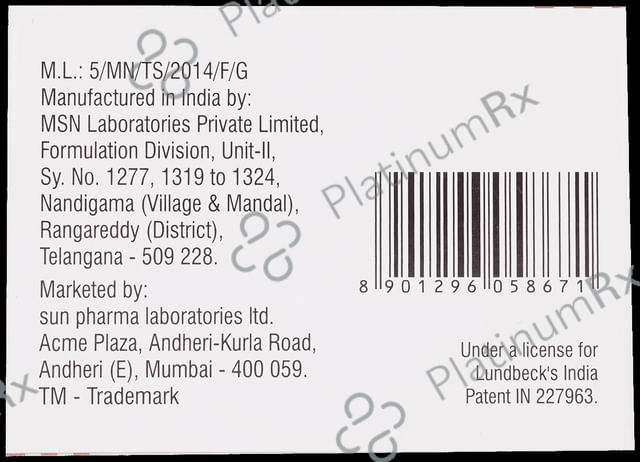 M.L.: 5/MN/TS/2014/F/G
Manufactured in India by:
MSN Laboratories Private Limited,
Formulation Division, Unit-II,
Sy. No. 1277, 1319 to 1324,
Nandigama (Village & Mandal),
Rangareddy (District),
Telangana - 509 228.
Marketed by:
sun pharma laboratories ltd.
Acme Plaza, Andheri-Kurla Road,
Andheri (E), Mumbai - 400 059.
TM - Trademark
8 901296 058671
Under a license for
Lundbeck's India
Patent IN 227963.
PlatinumRx
PlatinumRx
PlatinumRx
Rx